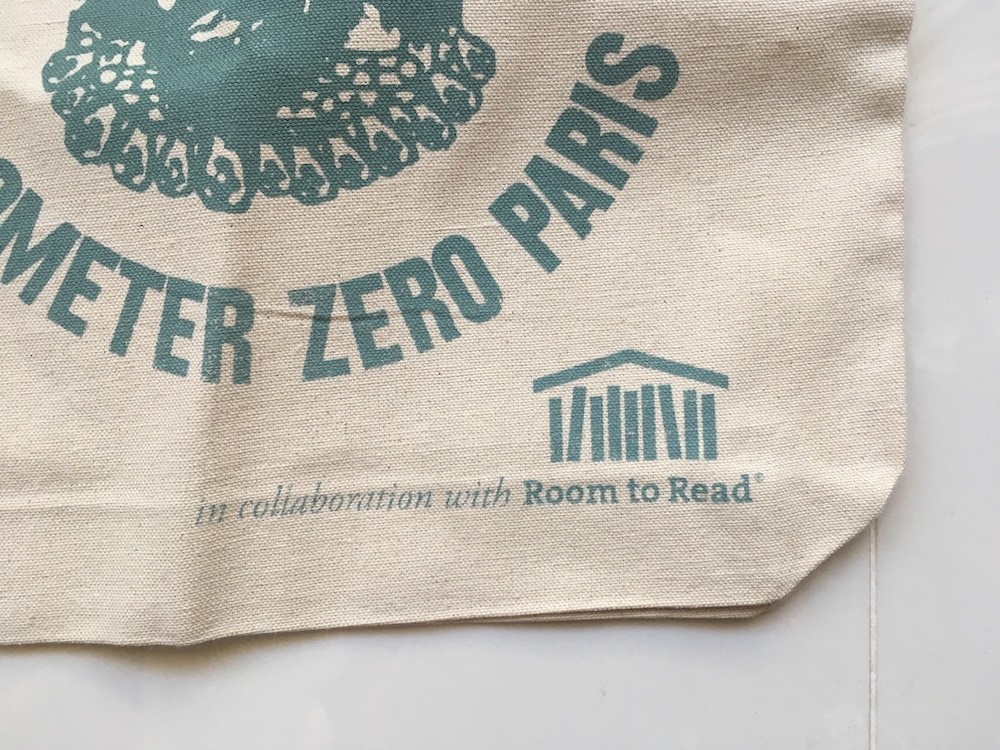 OMETER ZERO PARIS
in collaboration with Room to Read®